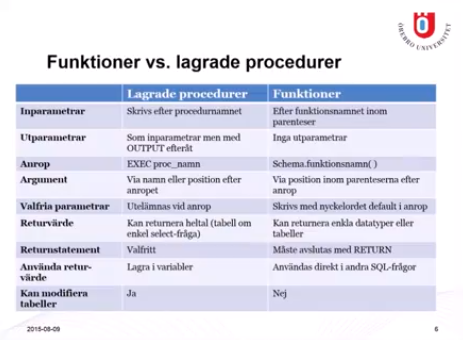 ÖREBRO UNIVERSITET
Funktioner vs. lagrade procedurer
Lagrade procedurer Funktioner
Inparametrar Skrivs efter procedurnamnet Efter funktionsnamnet inom
parenteser
Utparametrar Som inparametrar men med Inga utparametrar
OUTPUT efteråt
Anrop EXEC proc_namn Schema.funktionsnamn( )
Argument Via namn eller position efter Via position inom parenteserna efter
anropet anrop
Valfria parametrar Utelämnas vid anrop Skrivs med nyckelordet default i anrop
Returvärde Kan returnera heltal (tabell om Kan returnera enkla datatyper eller
enkel select-fråga) tabeller
Returnstatement Valfritt Måste avslutas med RETURN
Använda retur- Lagra i variabler Användas direkt i andra SQL-frågor
värde
Kan modifiera Ja Nej
tabeller
2015-08-09 6